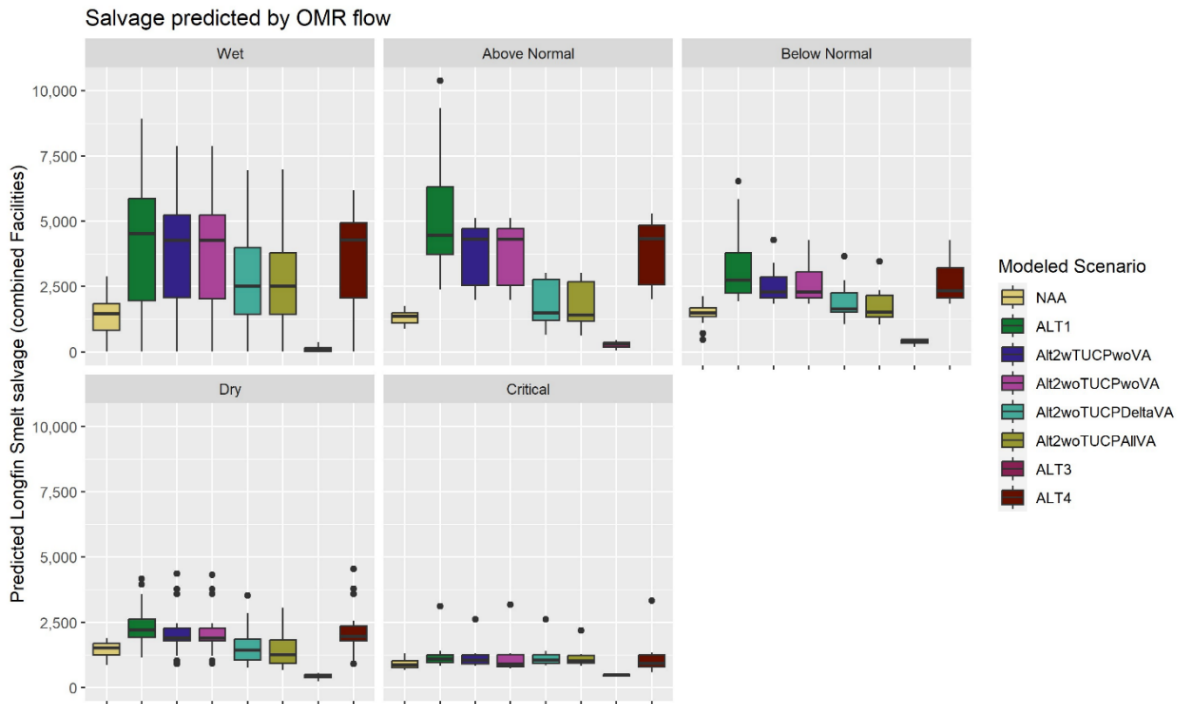 Salvage predicted by OMR flow
Wet
Above Normal
Below Normal
10,000
7,500
5,000
2,500
0
Dry
Critical
10,000
7,500
5,000
2,500
0
Predicted Longfin Smelt salvage (combined Facilities)
Modeled Scenario
NAA
ALT1
Alt2wTUCPwoVA
Alt2woTUCPwoVA
Alt2woTUCPDeltaVA
Alt2woTUCPAllVA
ALT3
ALT4